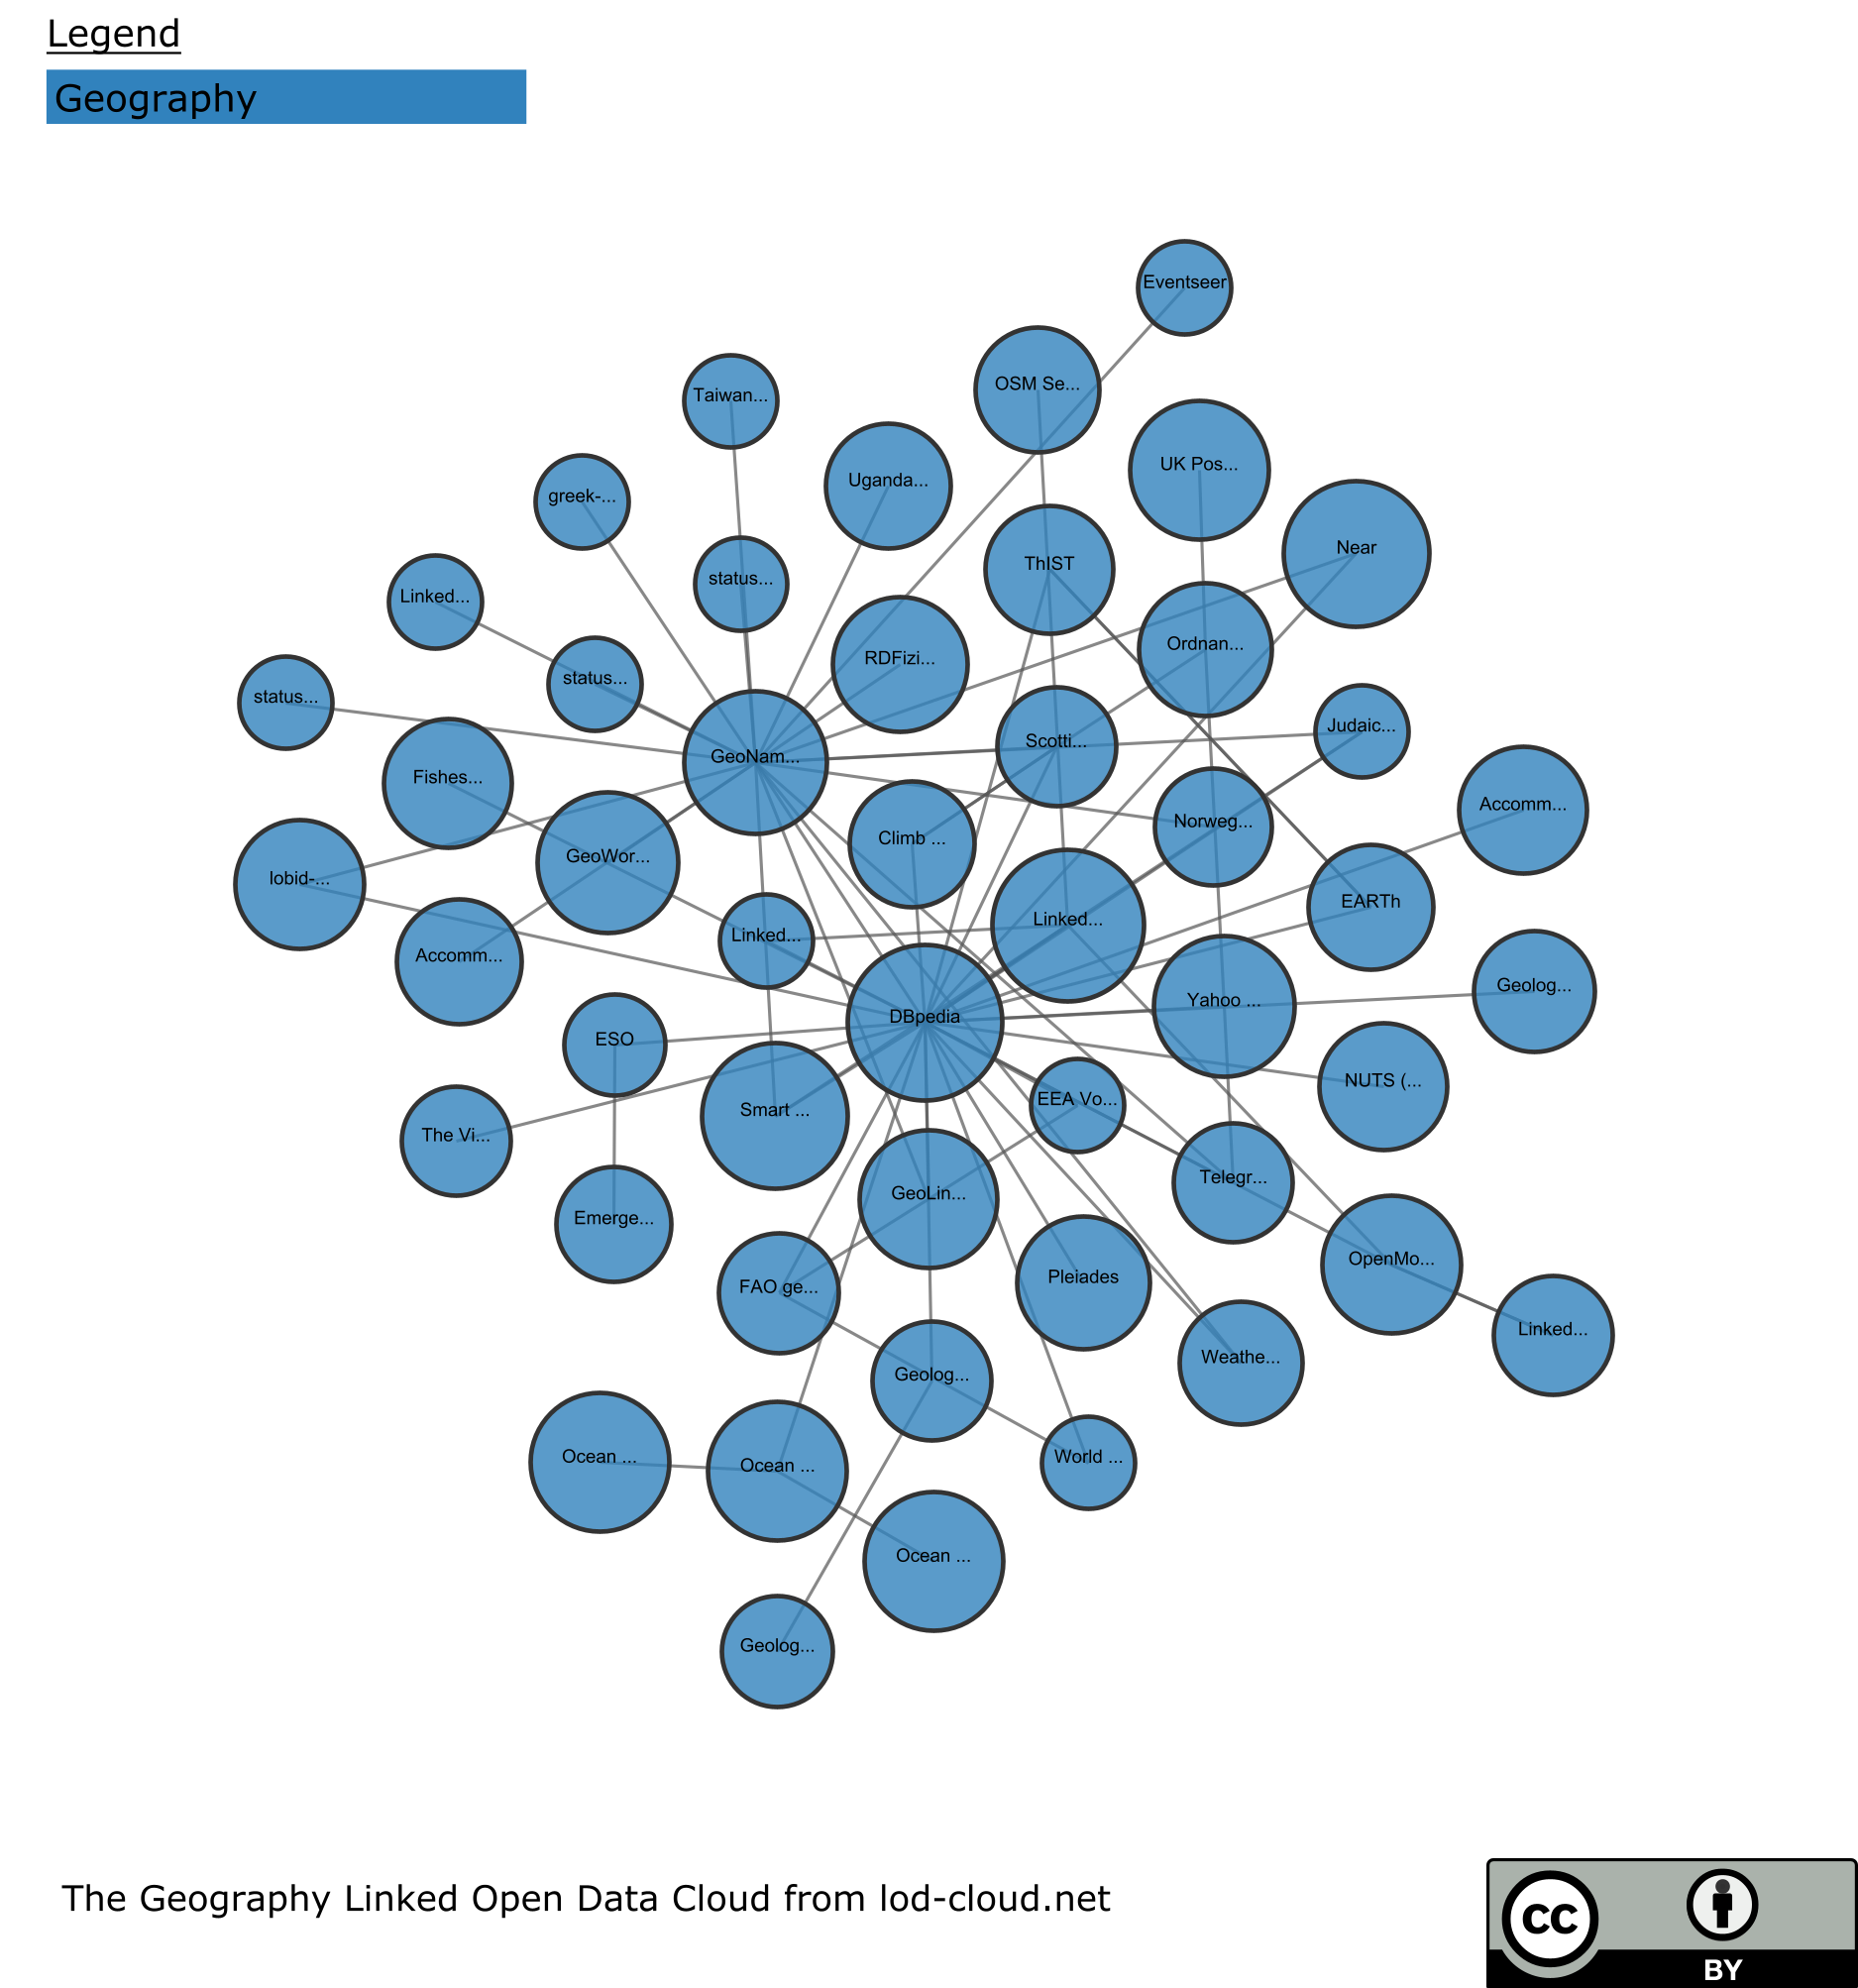 Legend
Geography
Eventseer
OSM Se...
Taiwan...
UK Pos...
Uganda...
greek-...
Near
ThIST
status...
Linked...
Ordnan...
RDFizi...
status...
status...
Judaic...
Scotti...
GeoNam...
Fishes...
Accomm...
Norweg...
Climb ...
GeoWor...
lobid-...
EARTh
Linked...
Linked...
Accomm...
Geolog...
Yahoo ...
DBpedia
ESO
NUTS (...
EEA Vo...
Smart ...
The Vi...
Telegr...
GeoLin...
Emerge...
OpenMo...
Pleiades
FAO ge...
Linked...
Weathe...
Geolog...
Ocean ...
World ...
Ocean ...
Ocean ...
Geolog...
The Geography Linked Open Data Cloud from lod-cloud.net
cc
BY